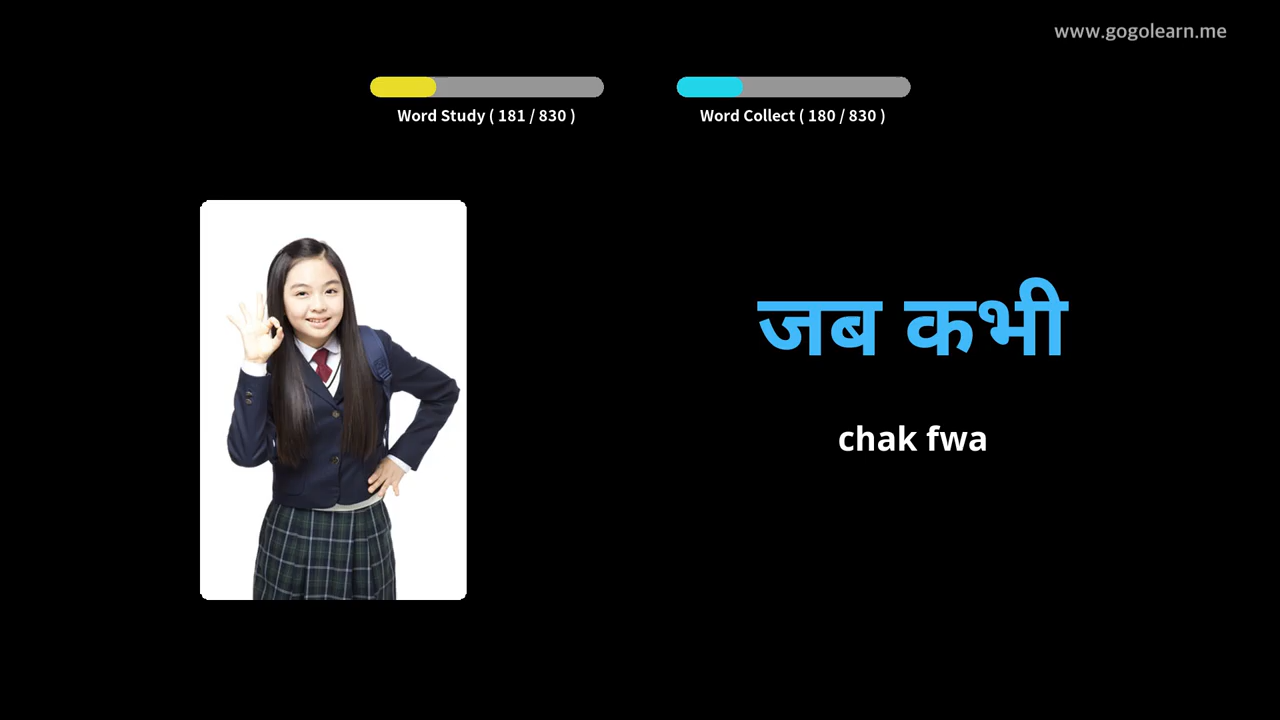 www.gogolearn.me
Word Study ( 181 / 830 )
Word Collect ( 180 / 830 )
जब कभी
chak fwa